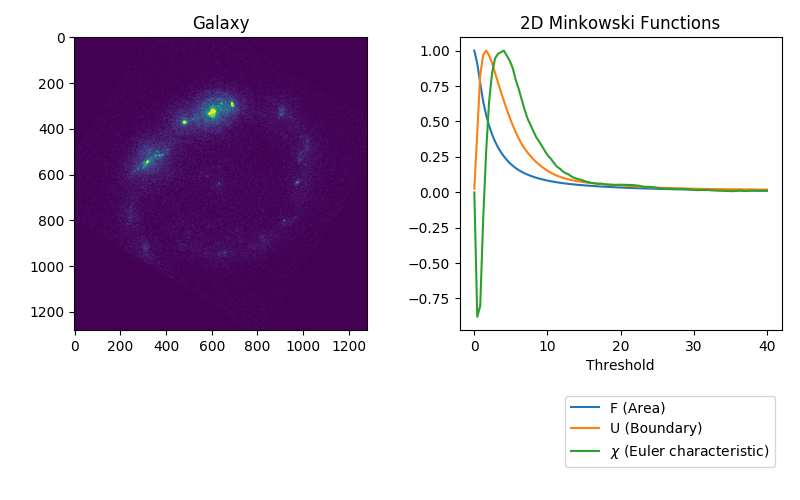 Galaxy
0
200
400
600
800
1000
1200
0 200 400 600 800 1000 1200
2D Minkowski Functions
1.00
0.75
0.50
0.25
0.00
−0.25
−0.50
−0.75
0 10 20 30 40
Threshold
F (Area)
U (Boundary)
χ (Euler characteristic)